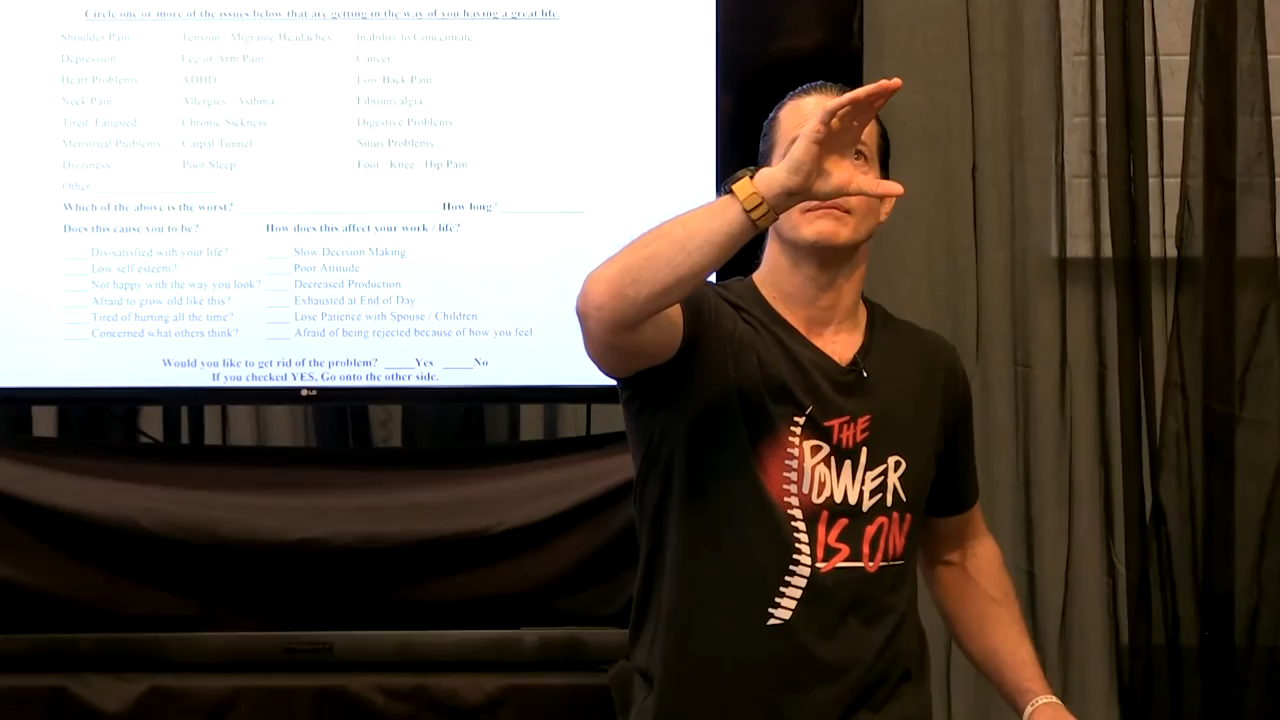 Circle one or more of the issues below that are getting in the way of you having a great life.
Shoulder Pain Tension / Migraine Headaches Inability to Concentrate
Depression Leg or Arm Pain Cancer
Heart Problems ADHD Low Back Pain
Neck Pain Allergies / Asthma Fibromyalgia
Tired / Fatigued Chronic Sickness Digestive Problems
Menstrual Problems Carpal Tunnel Sinus Problems
Dizziness Poor Sleep Foot / Knee / Hip Pain
Other
Which of the above is the worst? How long?
Does this cause you to be? How does this affect your work / life?
Dis-satisfied with your life? Slow Decision Making
Low self esteem? Poor Attitude
Not happy with the way you look? Decreased Production
Afraid to grow old like this? Exhausted at End of Day
Tired of hurting all the time? Lose Patience with Spouse / Children
Concerned what others think? Afraid of being rejected because of how you feel.
Would you like to get rid of the problem? ____Yes ____No
If you checked YES, Go onto the other side.
LG
THE
POWER
IS ON